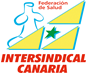 Federación
de Salud
INTERSINDICAL
CANARIA